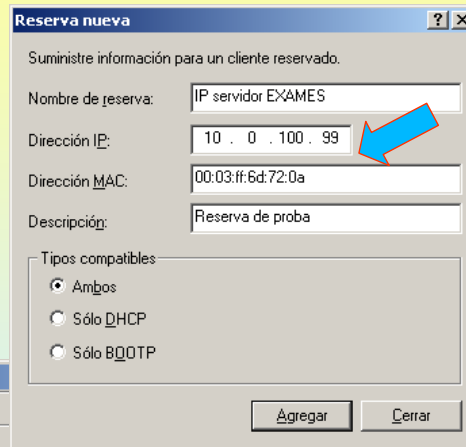 Reserva nueva
Suministre información para un cliente reservado.
Nombre de reserva: IP servidor EXAMES
Dirección IP: 10 . 0 . 100 . 99
Dirección MAC: 00:03:ff:6d:72:0a
Descripción: Reserva de proba
Tipos compatibles
Ambos
Sólo DHCP
Sólo BOOTP
Agregar Cerrar